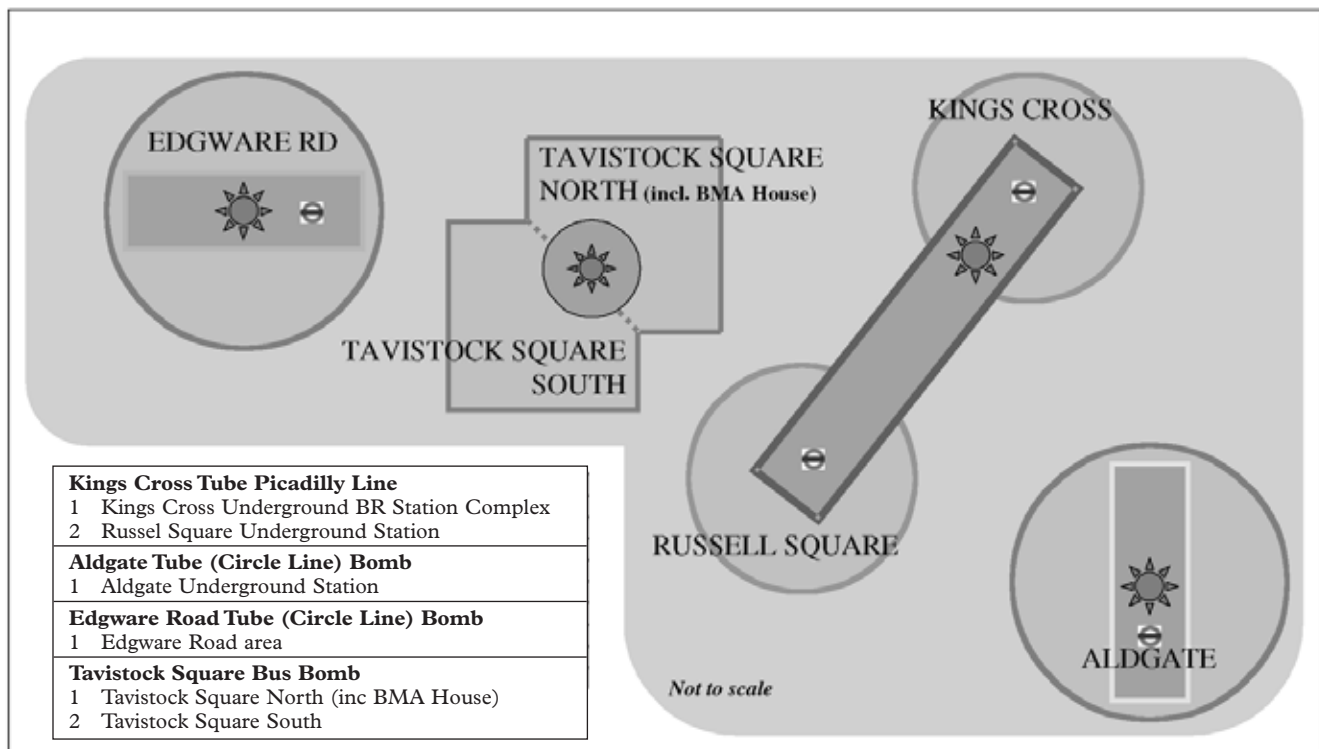 EDGWARE RD
TAVISTOCK SQUARE
NORTH (incl. BMA House)
KINGS CROSS
TAVISTOCK SQUARE
SOUTH
RUSSELL SQUARE
ALDGATE
Not to scale
Kings Cross Tube Picadilly Line
1 Kings Cross Underground BR Station Complex
2 Russel Square Underground Station
Aldgate Tube (Circle Line) Bomb
1 Aldgate Underground Station
Edgware Road Tube (Circle Line) Bomb
1 Edgware Road area
Tavistock Square Bus Bomb
1 Tavistock Square North (inc BMA House)
2 Tavistock Square South